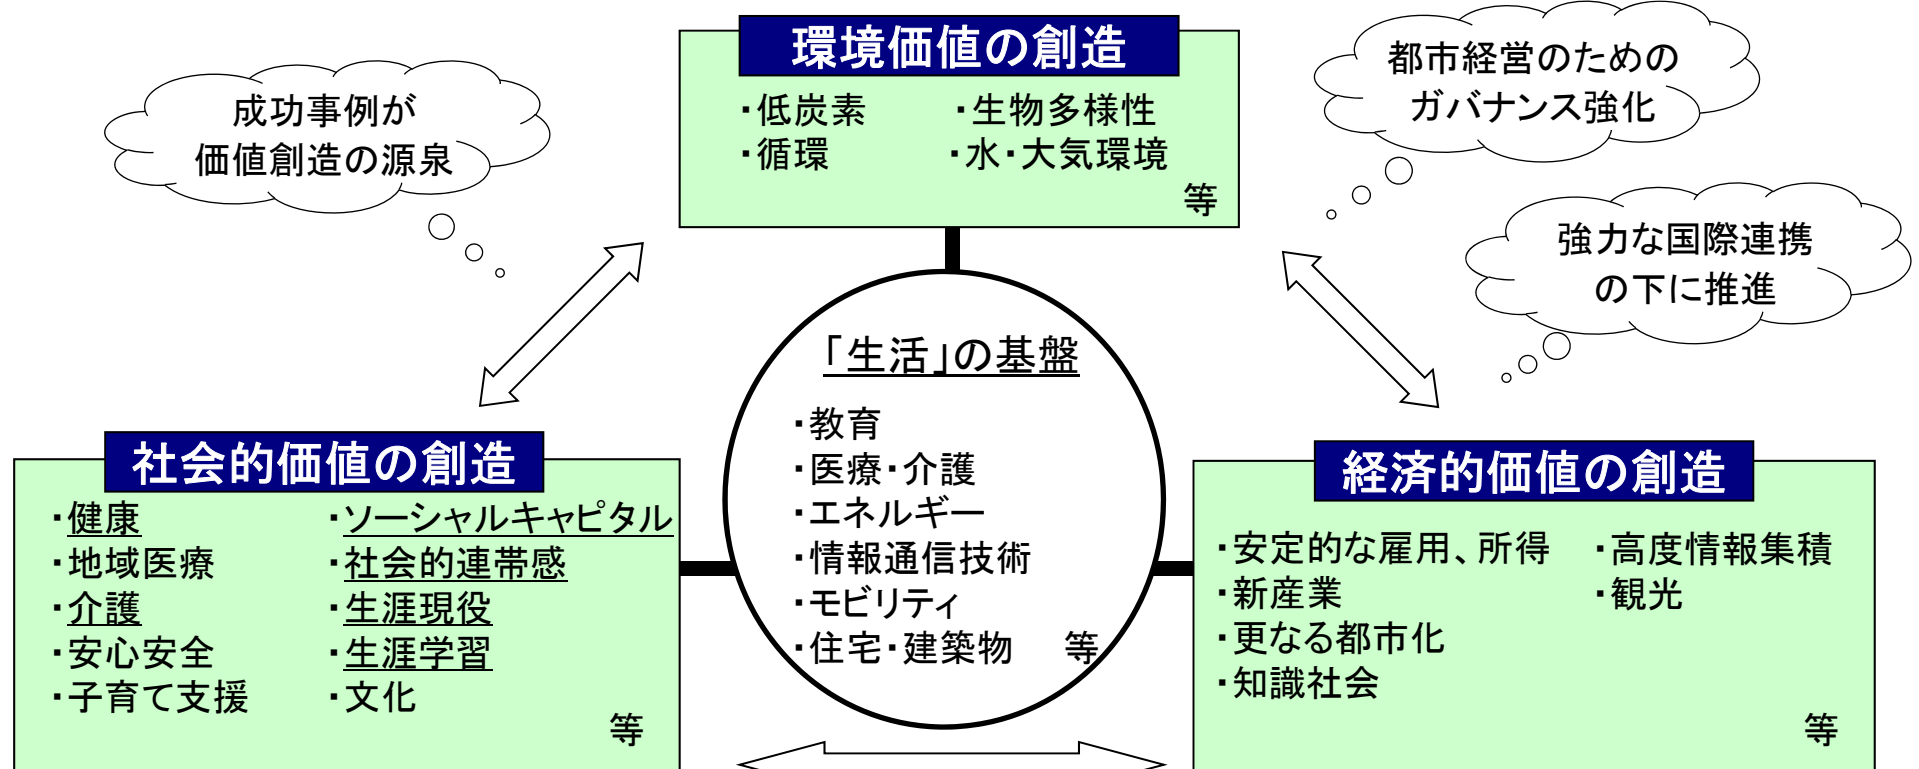 環境価値の創造
・低炭素　・生物多様性
・循環　・水・大気環境
等
成功事例が
価値創造の源泉
都市経営のための
ガバナンス強化
強力な国際連携
の下に推進
「生活」の基盤
・教育
・医療・介護
・エネルギー
・情報通信技術
・モビリティ
・住宅・建築物　等
社会的価値の創造
・健康　・ソーシャルキャピタル
・地域医療　・社会的連帯感
・介護　・生涯現役
・安心安全　・生涯学習
・子育て支援　・文化
等
経済的価値の創造
・安定的な雇用、所得　・高度情報集積
・新産業　・観光
・更なる都市化
・知識社会
等